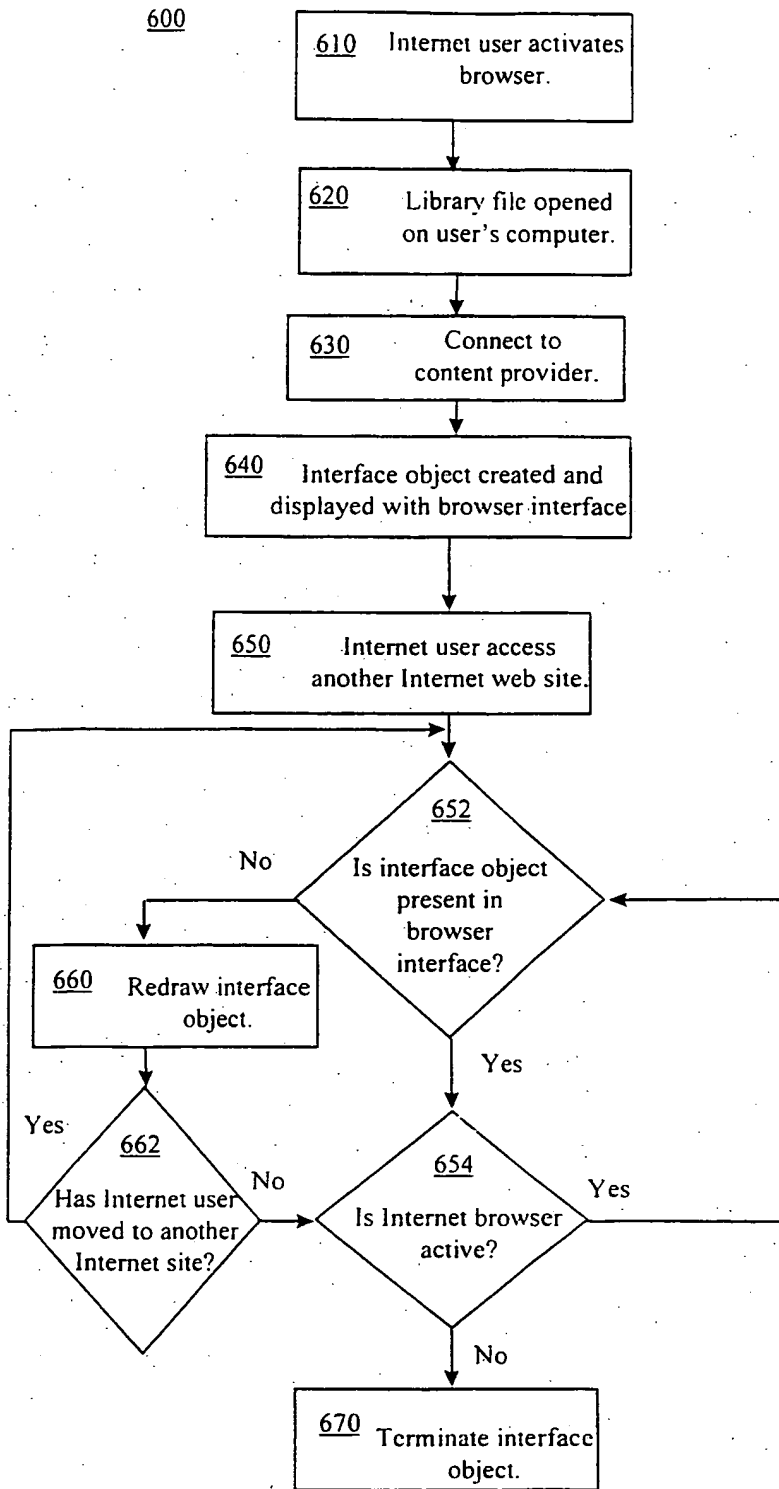 600
610 Internet user activates
browser.
620 Library file opened
on user's computer.
630 Connect to
content provider.
640 Interface object created and
displayed with browser interface
650 Internet user access
another Internet web site.
652
Is interface object
present in
browser
interface?
No
Yes
660 Redraw interface
object.
Yes
662
Has Internet user
moved to another
Internet site?
No
654
Is Internet browser
active?
Yes
No
670 Terminate interface
object.